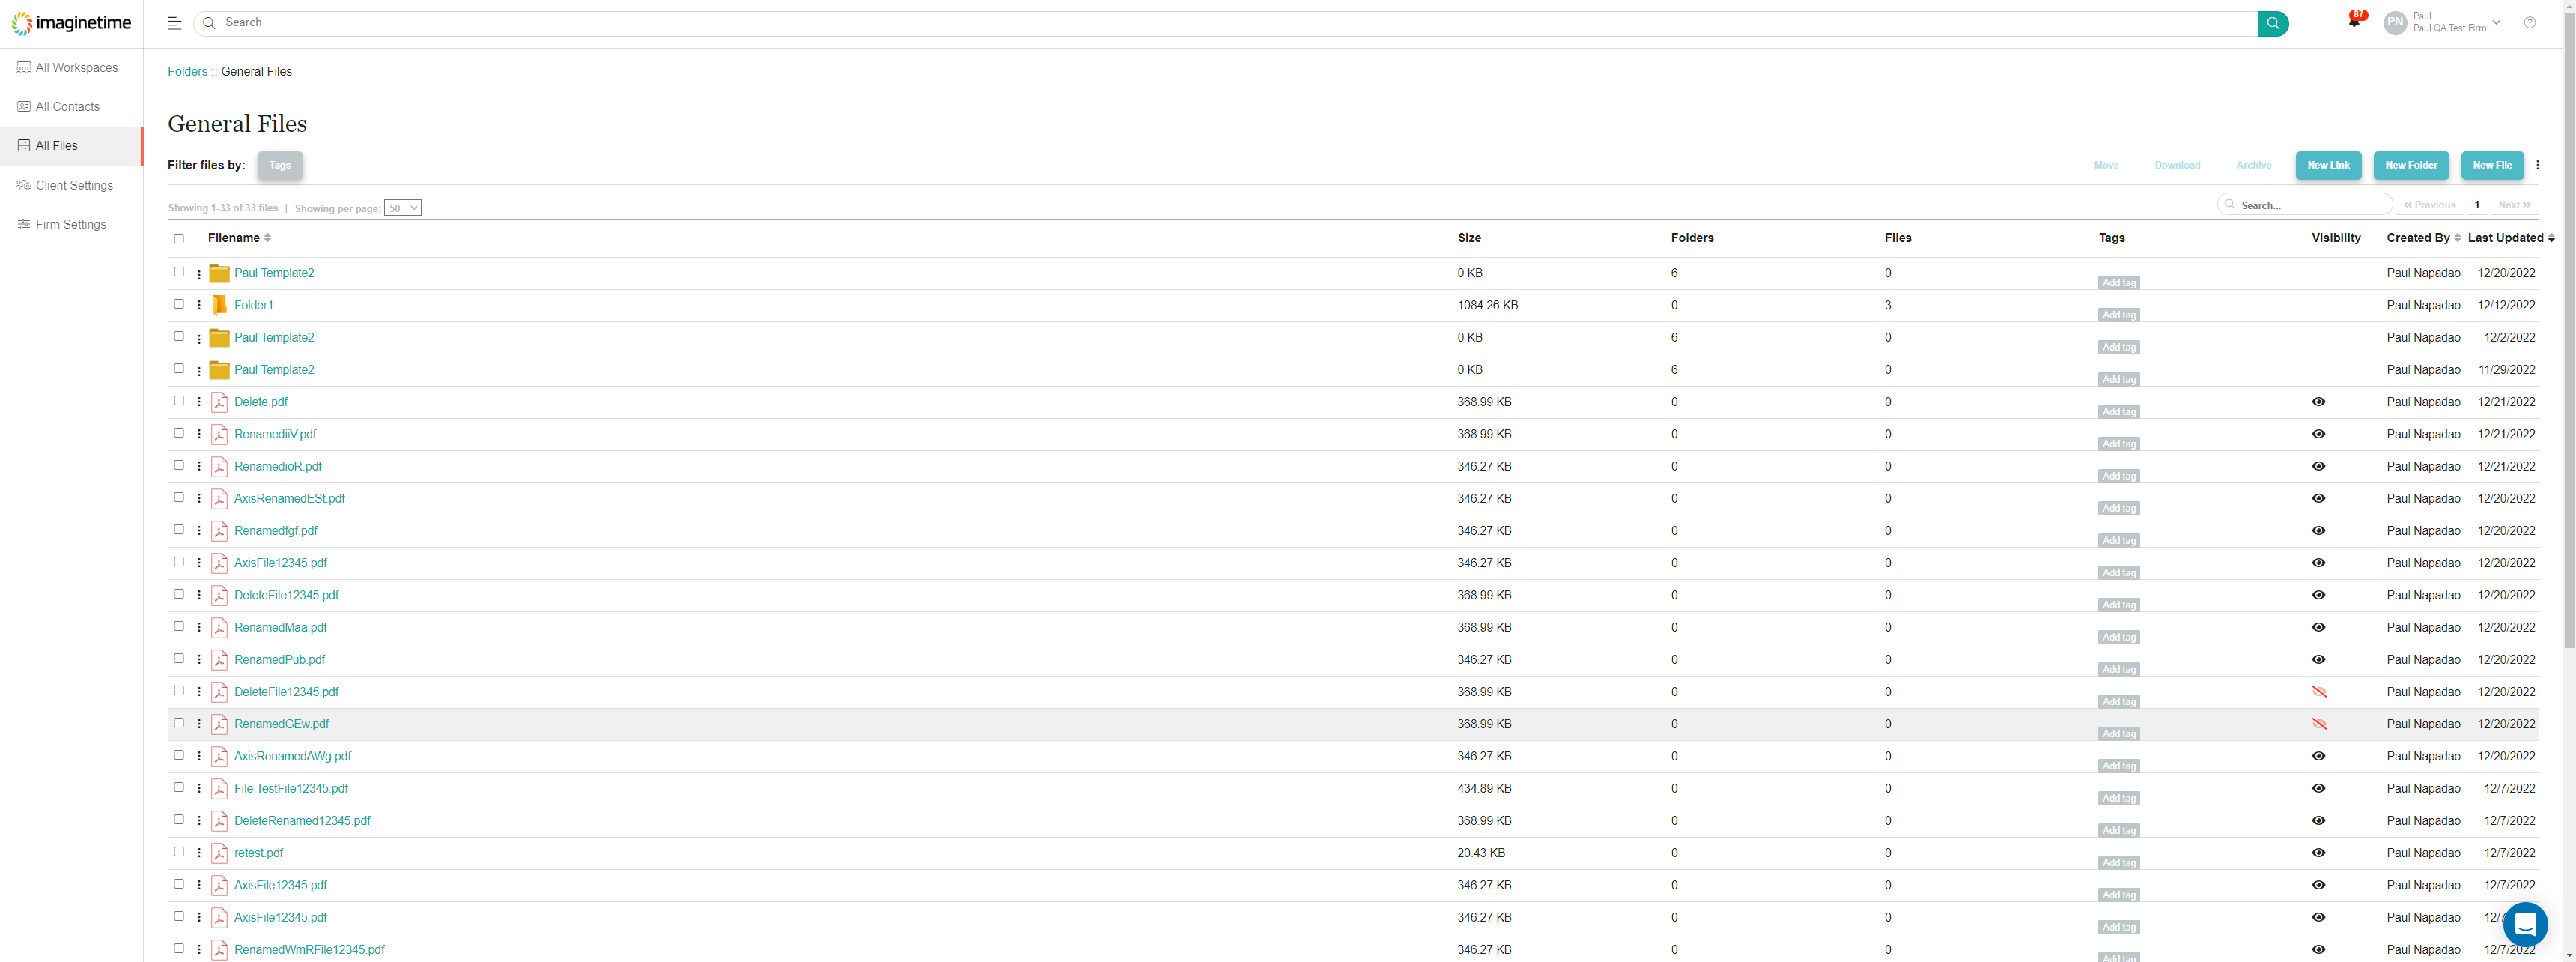 imaginetime
Search
87
PN
Paul
Paul QA Test Firm
All Workspaces
All Contacts
All Files
Client Settings
Firm Settings
Folders :: General Files
General Files
Filter files by: Tags
Move Download Archive New Link New Folder New File
Showing 1-33 of 33 files | Showing per page: 50
Search... « Previous 1 Next »
Filename Size Folders Files Tags Visibility Created By Last Updated
Paul Template2 0 KB 6 0 Add tag Paul Napadao 12/20/2022
Folder1 1084.26 KB 0 3 Add tag Paul Napadao 12/12/2022
Paul Template2 0 KB 6 0 Add tag Paul Napadao 12/2/2022
Paul Template2 0 KB 6 0 Add tag Paul Napadao 11/29/2022
Delete.pdf 368.99 KB 0 0 Add tag Paul Napadao 12/21/2022
RenamediiV.pdf 368.99 KB 0 0 Add tag Paul Napadao 12/21/2022
RenamedioR.pdf 346.27 KB 0 0 Add tag Paul Napadao 12/21/2022
AxisRenamedESt.pdf 346.27 KB 0 0 Add tag Paul Napadao 12/20/2022
Renamedfgf.pdf 346.27 KB 0 0 Add tag Paul Napadao 12/20/2022
AxisFile12345.pdf 346.27 KB 0 0 Add tag Paul Napadao 12/20/2022
DeleteFile12345.pdf 368.99 KB 0 0 Add tag Paul Napadao 12/20/2022
RenamedMaa.pdf 368.99 KB 0 0 Add tag Paul Napadao 12/20/2022
RenamedPub.pdf 346.27 KB 0 0 Add tag Paul Napadao 12/20/2022
DeleteFile12345.pdf 368.99 KB 0 0 Add tag Paul Napadao 12/20/2022
RenamedGEw.pdf 368.99 KB 0 0 Add tag Paul Napadao 12/20/2022
AxisRenamedAWg.pdf 346.27 KB 0 0 Add tag Paul Napadao 12/20/2022
File TestFile12345.pdf 434.89 KB 0 0 Add tag Paul Napadao 12/7/2022
DeleteRenamed12345.pdf 368.99 KB 0 0 Add tag Paul Napadao 12/7/2022
retest.pdf 20.43 KB 0 0 Add tag Paul Napadao 12/7/2022
AxisFile12345.pdf 346.27 KB 0 0 Add tag Paul Napadao 12/7/2022
AxisFile12345.pdf 346.27 KB 0 0 Add tag Paul Napadao
RenamedWmRFile12345.pdf 346.27 KB 0 0 Add tag Paul Napadao 12/7/2022